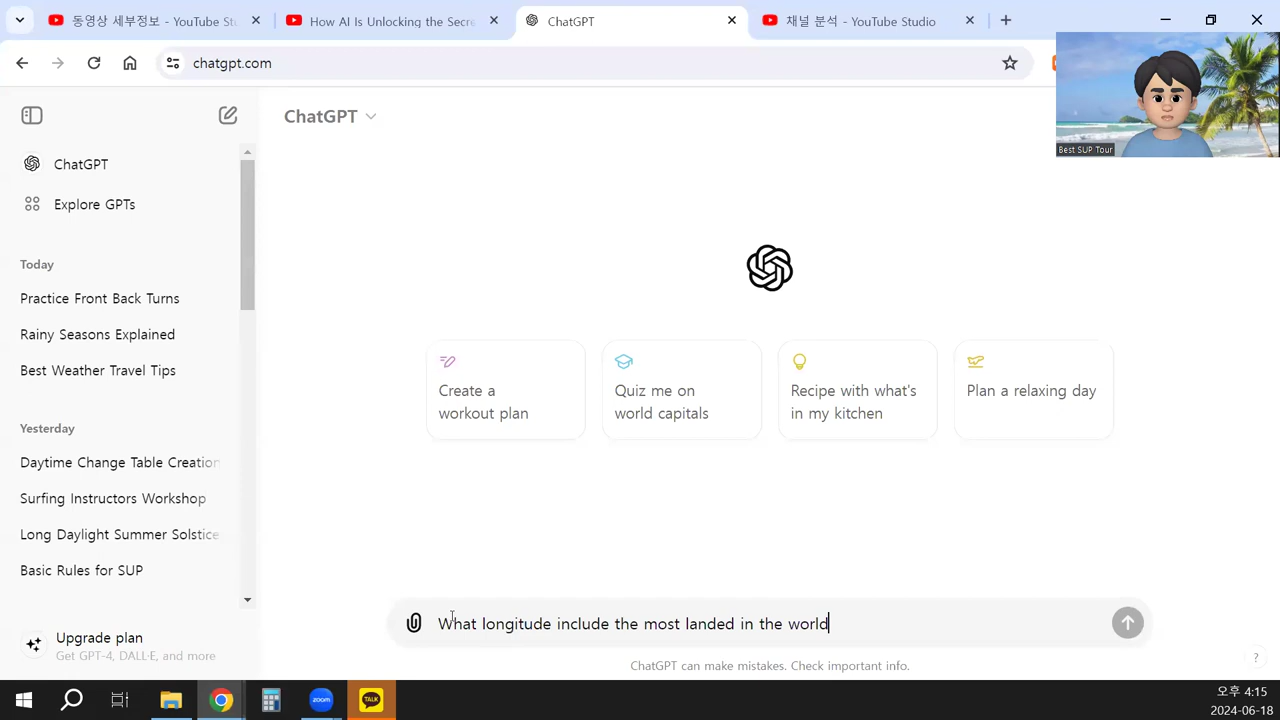 동영상 세부정보 - YouTube Stu
How AI Is Unlocking the Secre
ChatGPT
채널 분석 - YouTube Studio
chatgpt.com
Best SUP Tour
ChatGPT
ChatGPT
Explore GPTs
Today
Practice Front Back Turns
Rainy Seasons Explained
Best Weather Travel Tips
Yesterday
Daytime Change Table Creation
Surfing Instructors Workshop
Long Daylight Summer Solstice
Basic Rules for SUP
Upgrade plan
Get GPT-4, DALL·E, and more
Create a
workout plan
Quiz me on
world capitals
Recipe with what's
in my kitchen
Plan a relaxing day
What longitude include the most landed in the world
ChatGPT can make mistakes. Check important info.
?
zoom
TALK
오후 4:15
2024-06-18